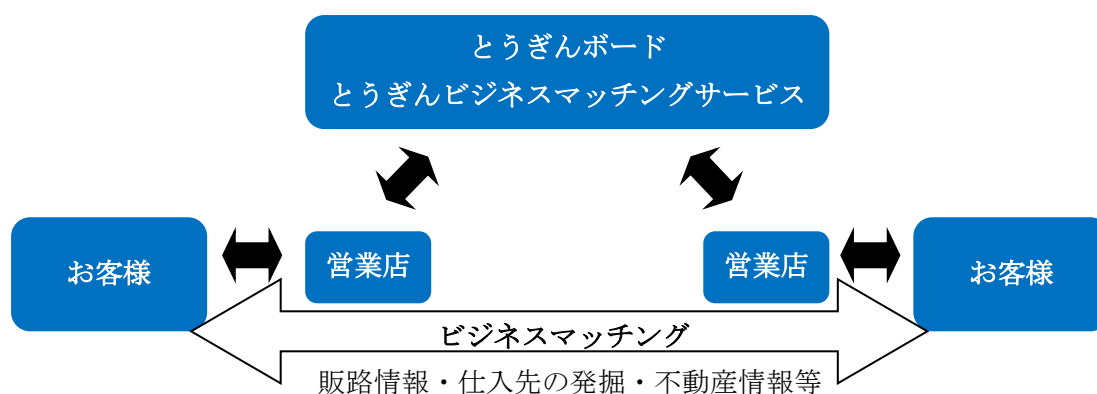 とうぎんボード
とうぎんビジネスマッチングサービス
お客様
営業店
営業店
お客様
ビジネスマッチング
販路情報・仕入先の発掘・不動産情報等